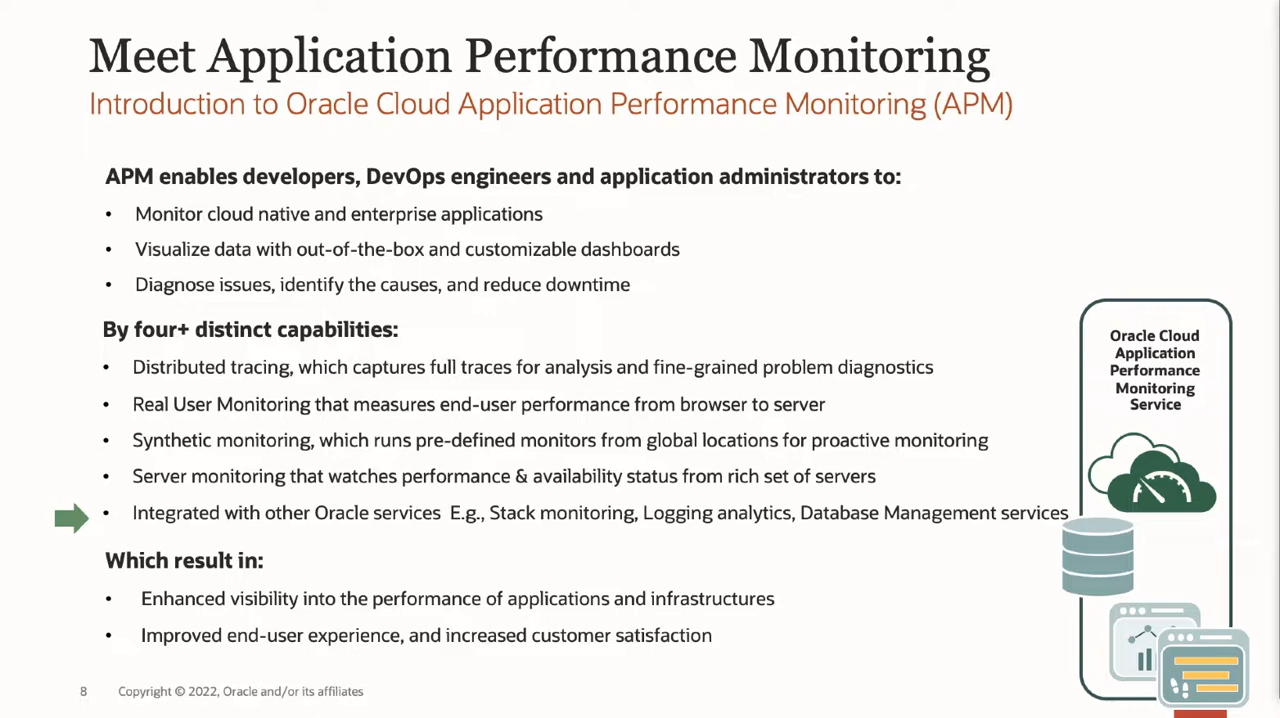 Meet Application Performance Monitoring
Introduction to Oracle Cloud Application Performance Monitoring (APM)
APM enables developers, DevOps engineers and application administrators to:
• Monitor cloud native and enterprise applications
• Visualize data with out-of-the-box and customizable dashboards
• Diagnose issues, identify the causes, and reduce downtime
By four+ distinct capabilities:
• Distributed tracing, which captures full traces for analysis and fine-grained problem diagnostics
• Real User Monitoring that measures end-user performance from browser to server
• Synthetic monitoring, which runs pre-defined monitors from global locations for proactive monitoring
• Server monitoring that watches performance & availability status from rich set of servers
• Integrated with other Oracle services E.g., Stack monitoring, Logging analytics, Database Management services
Which result in:
• Enhanced visibility into the performance of applications and infrastructures
• Improved end-user experience, and increased customer satisfaction
Oracle Cloud
Application
Performance
Monitoring
Service
8 Copyright © 2022, Oracle and/or its affiliates